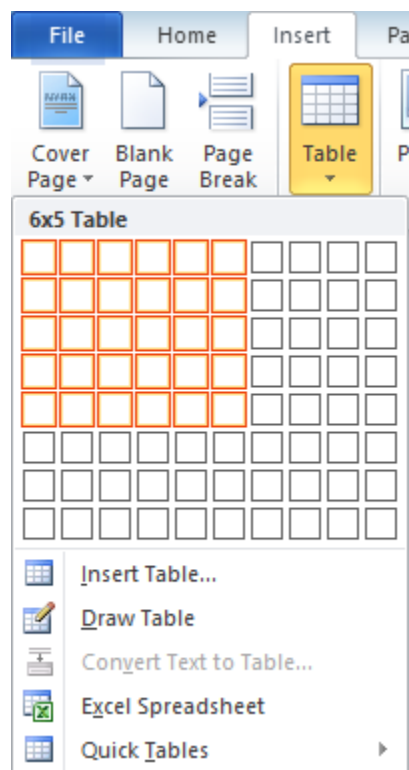 File Home Insert Pa
Cover Page Blank Page Page Break Table P
6x5 Table
Insert Table...
Draw Table
Convert Text to Table...
Excel Spreadsheet
Quick Tables